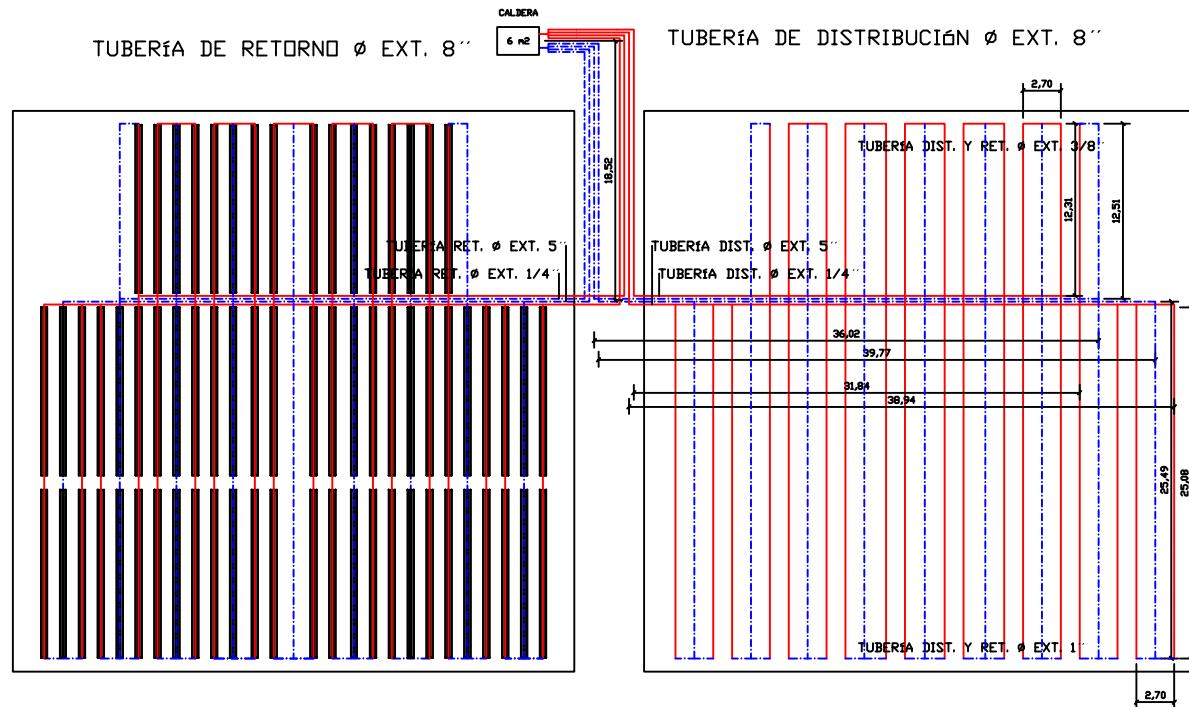 CALDERA
6 m2
TUBERíA DE RETORNO Ø EXT. 8´´
TUBERíA DE DISTRIBUCIóN Ø EXT. 8´´
2,70
TUBERíA DIST. Y RET. Ø EXT. 3/8´´
18,52
12,31
12,51
TUBERíA RET. Ø EXT. 5´´
TUBERíA DIST. Ø EXT. 5´´
TUBERíA RET. Ø EXT. 1/4´´
TUBERíA DIST. Ø EXT. 1/4´´
36,02
39,77
31,84
38,94
25,49
25,08
TUBERíA DIST. Y RET. Ø EXT. 1´´
2,70